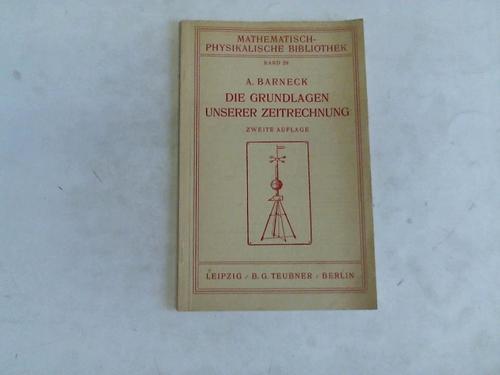 MATHEMATISCH-
PHYSIKALISCHE BIBLIOTHEK
BAND 29
A. BARNECK
DIE GRUNDLAGEN
UNSERER ZEITRECHNUNG
ZWEITE AUFLAGE
LEIPZIG / B. G. TEUBNER / BERLIN